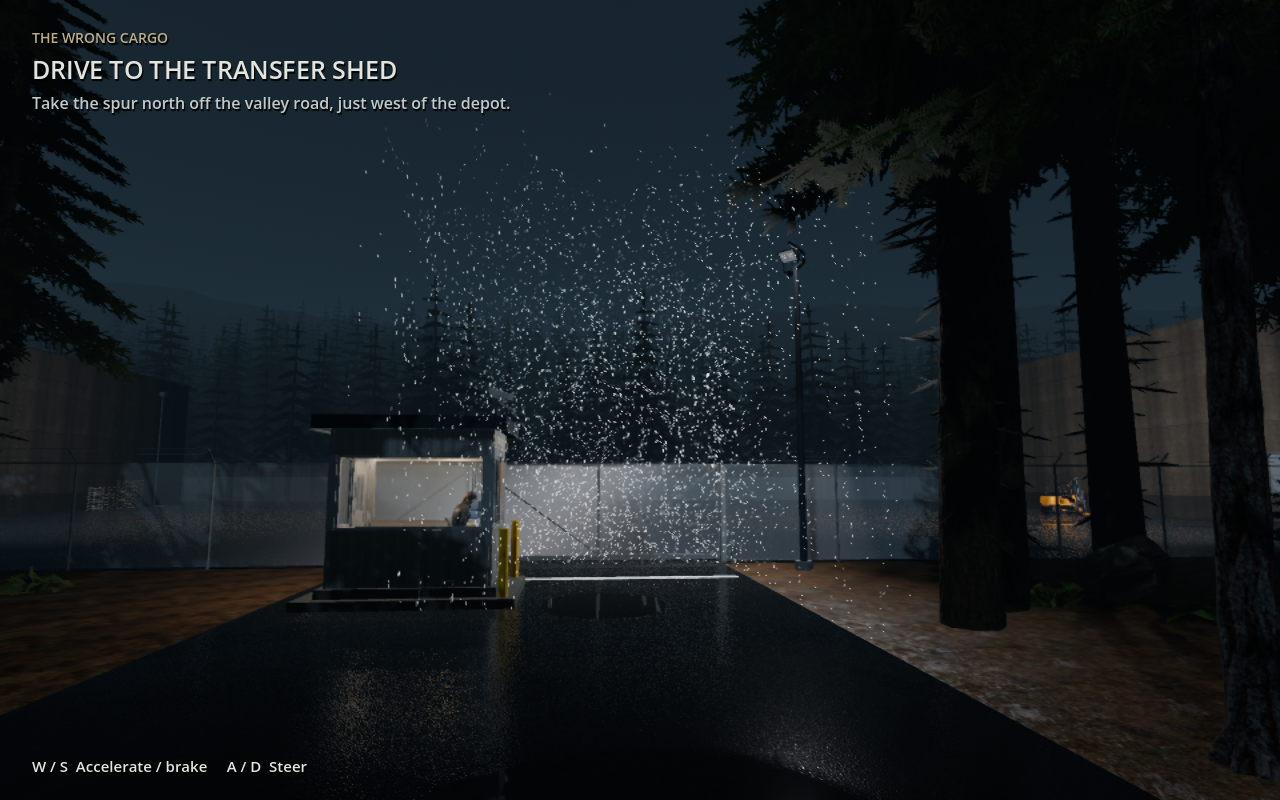 THE WRONG CARGO
DRIVE TO THE TRANSFER SHED
Take the spur north off the valley road, just west of the depot.
W / S Accelerate / brake A / D Steer